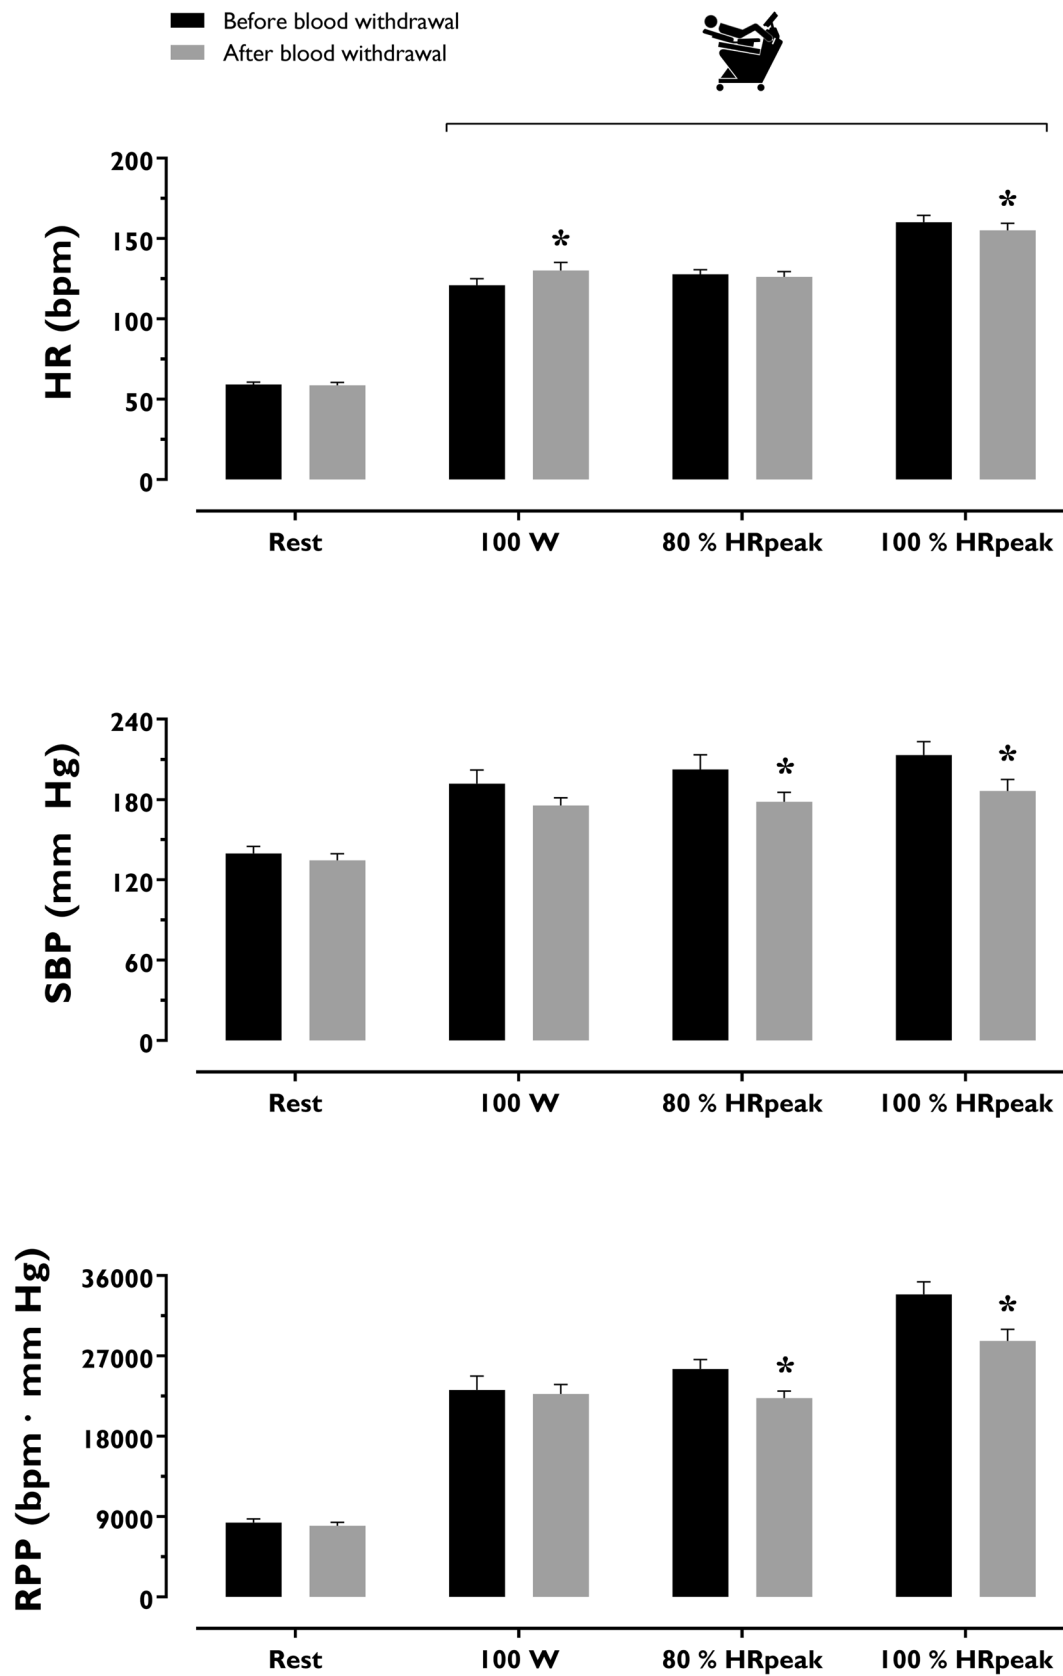 Before blood withdrawal
After blood withdrawal
HR (bpm)
200
150
100
50
0
*
*
Rest
100 W
80 % HRpeak
100 % HRpeak
SBP (mm Hg)
240
180
120
60
0
*
*
Rest
100 W
80 % HRpeak
100 % HRpeak
RPP (bpm · mm Hg)
36000
27000
18000
9000
0
*
*
Rest
100 W
80 % HRpeak
100 % HRpeak